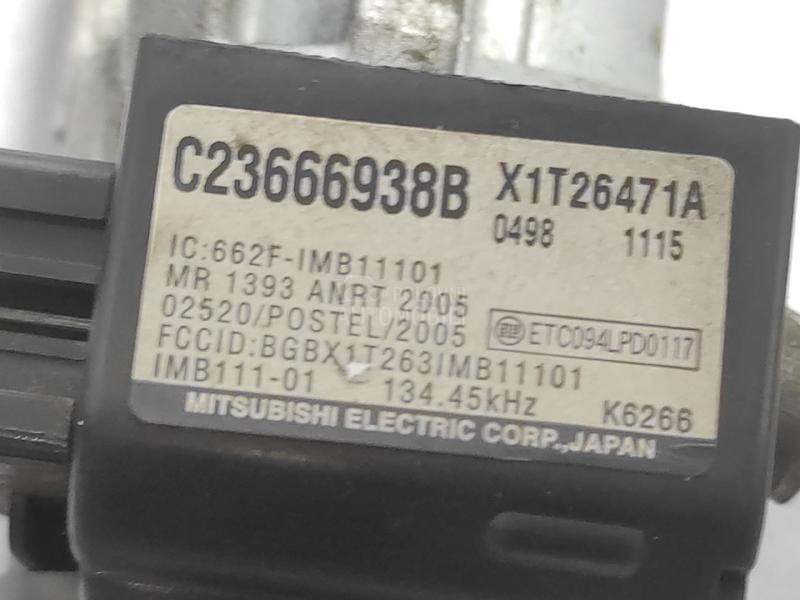 C23666938B X1T26471A
0498 1115
IC:662F-IMB11101
MR 1393 ANRT 2005
02520/POSTEL/2005 ETC094LPD0117
FCCID:BGBX1T263IMB11101
IMB111-01 134.45kHz K6266
MITSUBISHI ELECTRIC CORP.,JAPAN